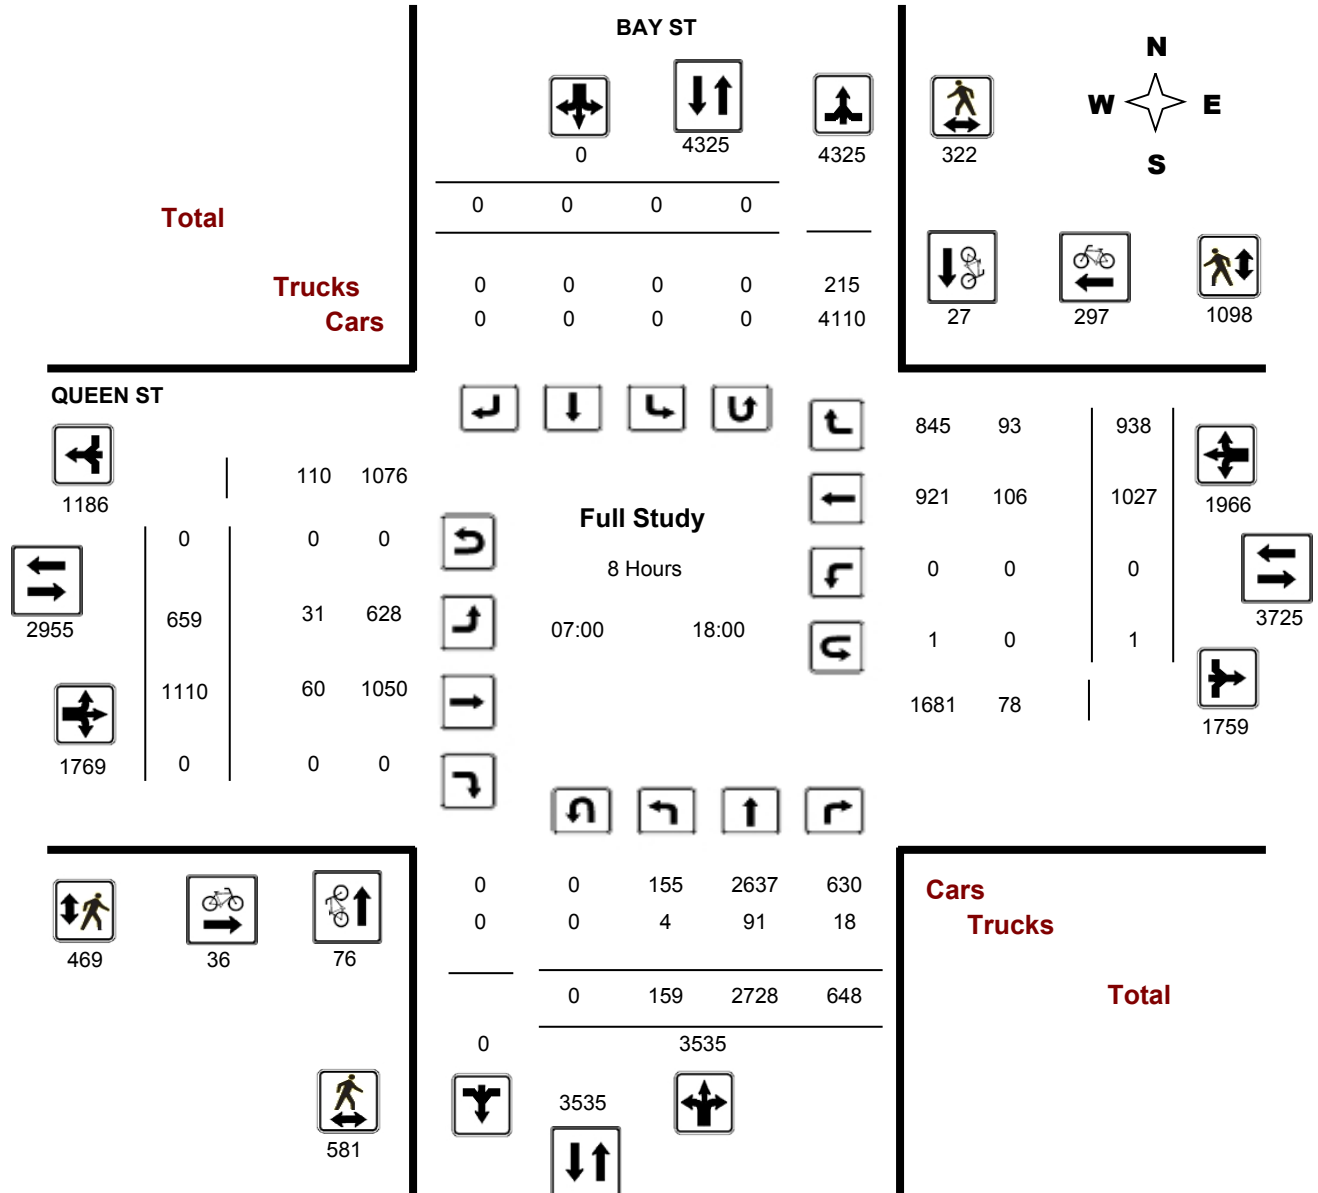 BAY ST
N
W E
S
0 4325 4325 322
Total
0 0 0 0
Trucks 0 0 0 0 215
Cars 0 0 0 0 4110
27 297 1098
QUEEN ST
1186
110 1076
0 0 0
2955
659 31 628
1110 60 1050
1769
0 0 0
Full Study
8 Hours
07:00 18:00
845 93 938
1966
921 106 1027
0 0 0
3725
1 0 1
1681 78
1759
469 36 76
0 0 155 2637 630
0 0 4 91 18
0 159 2728 648
0 3535
3535
581
Cars
Trucks
Total